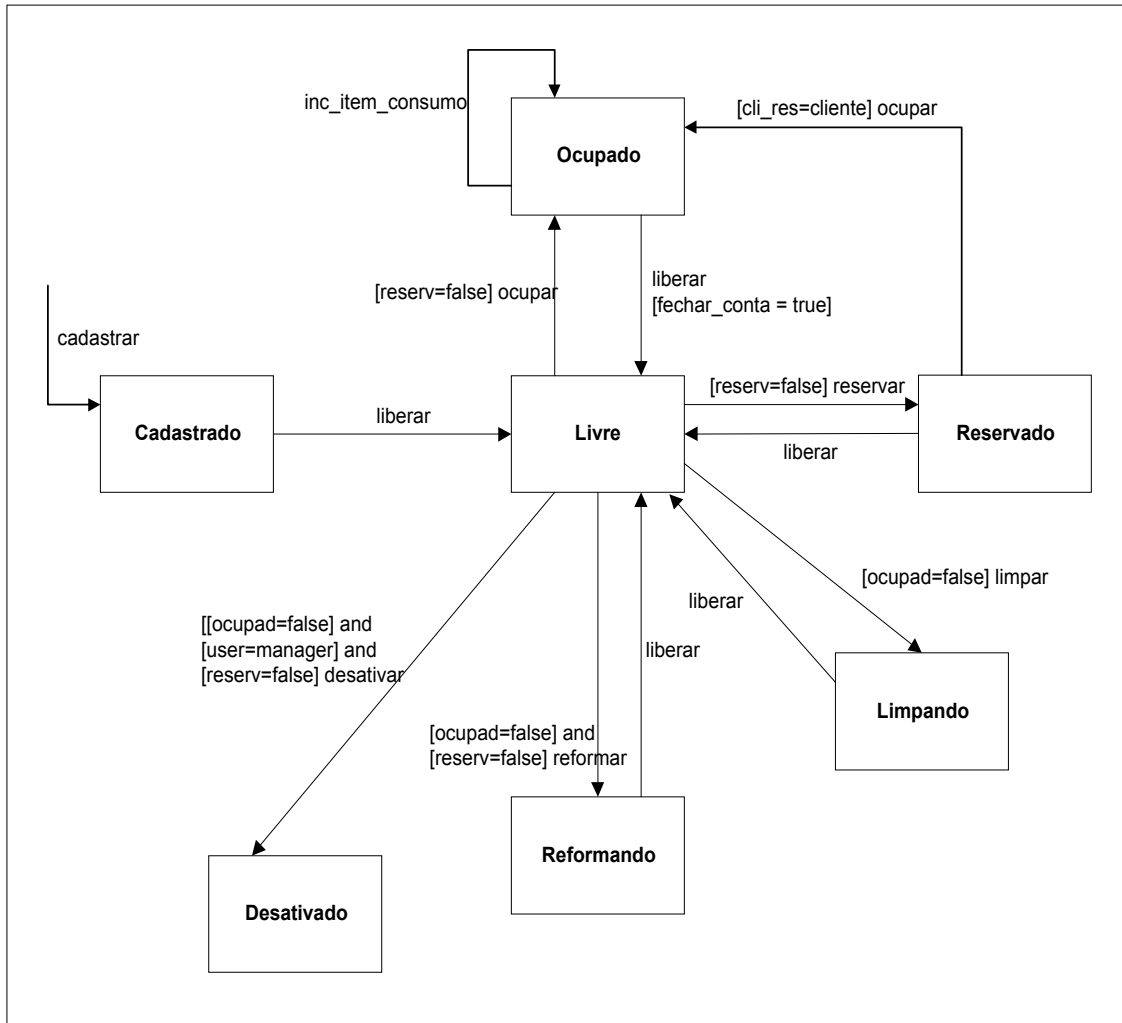 inc_item_consumo
[cli_res=cliente] ocupar
Ocupado
[reserv=false] ocupar
liberar
[fechar_conta = true]
cadastrar
Cadastrado
liberar
Livre
[reserv=false] reservar
liberar
Reservado
[ocupad=false] limpar
liberar
Limpando
[[ocupad=false] and
[user=manager] and
[reserv=false] desativar
liberar
[ocupad=false] and
[reserv=false] reformar
Reformando
Desativado